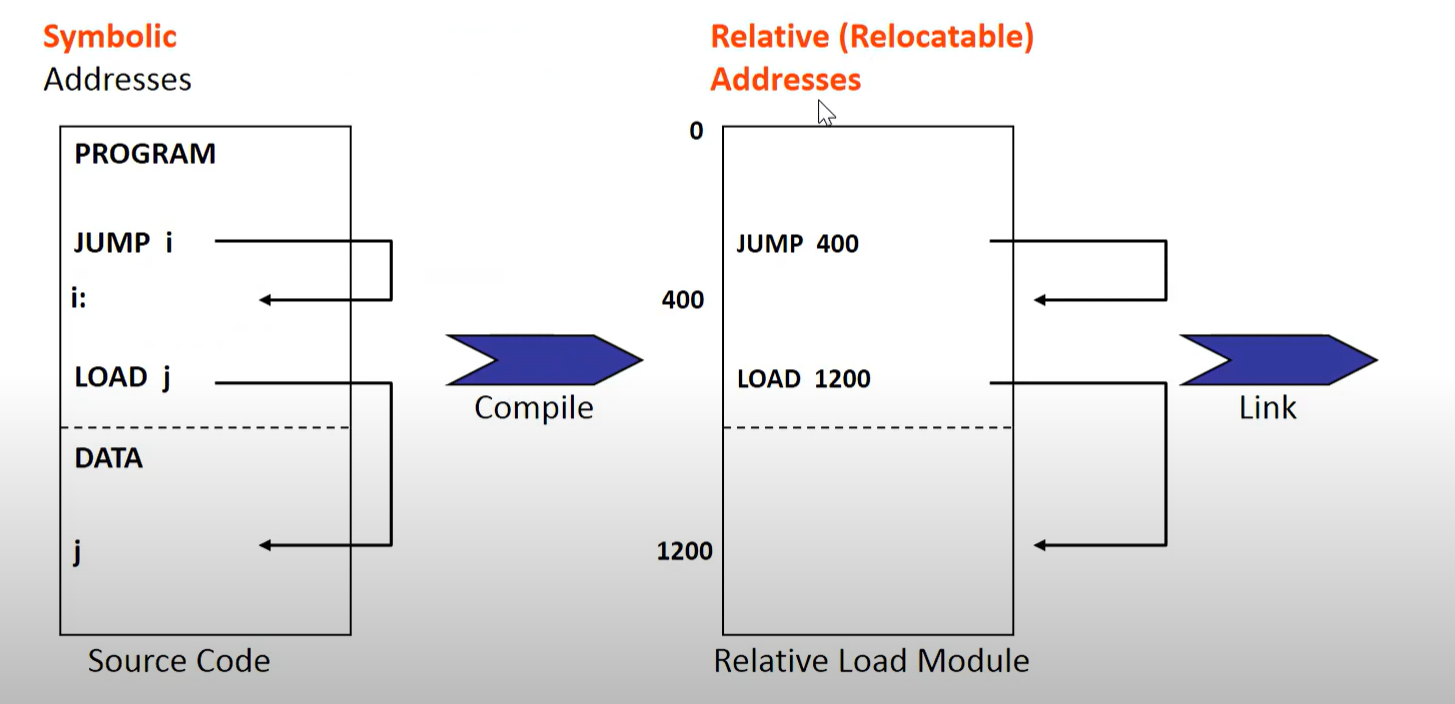 Symbolic
Addresses
PROGRAM
JUMP i
i:
LOAD j
DATA
j
Source Code
Compile
Relative (Relocatable)
Addresses
0
JUMP 400
400
LOAD 1200
1200
Relative Load Module
Link